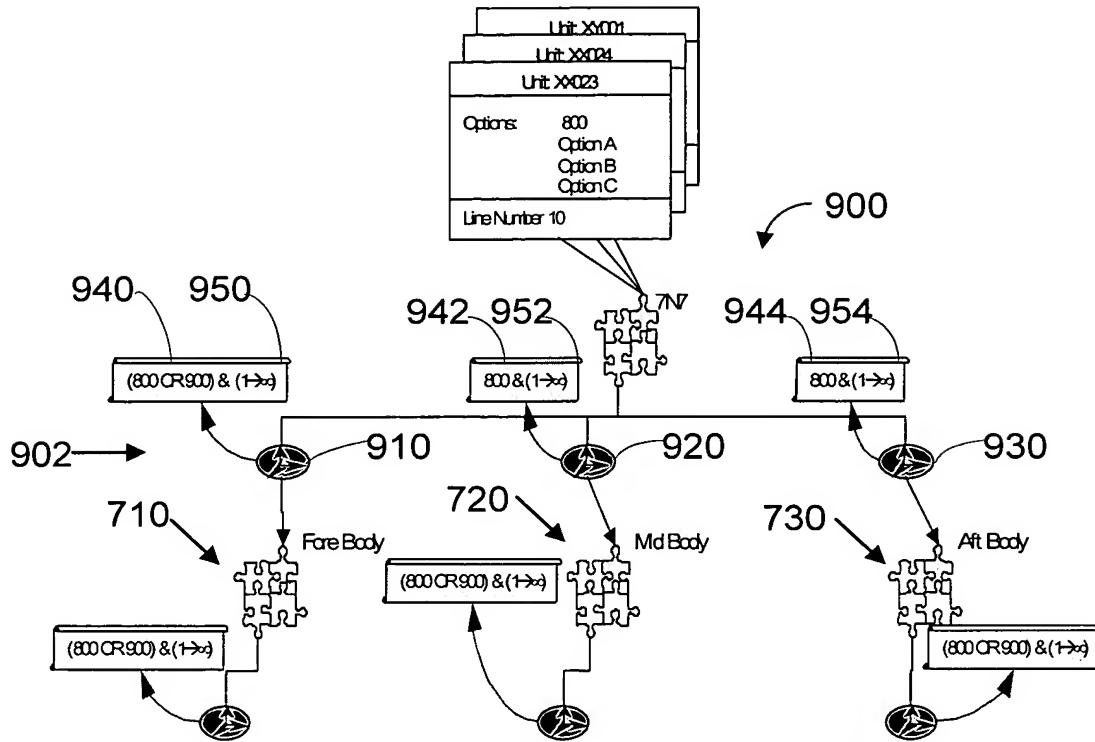 Unit: XY001
Unit: XX024
Unit: XX023
Options: 800
Option A
Option B
Option C
Line Number 10
900
7N7
940
950
942
952
944
954
(800 OR 900) & (1→∞)
800 & (1→∞)
800 & (1→∞)
902
910
920
930
710
720
730
Fore Body
Mid Body
Aft Body
(800 OR 900) & (1→∞)
(800 OR 900) & (1→∞)
(800 OR 900) & (1→∞)